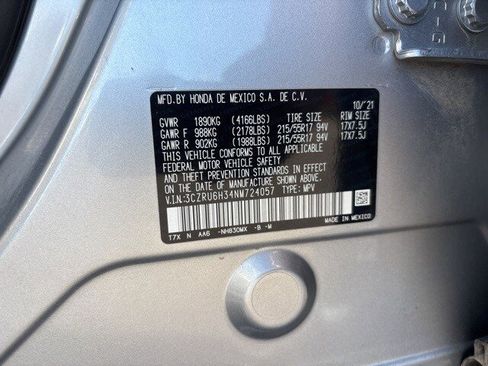 MFD.BY HONDA DE MEXICO S.A. DE C.V. 10/'21
GVWR 1890KG (4166LBS) TIRE SIZE RIM SIZE
GAWR F 988KG (2178LBS) 215/55R17 94V 17X7.5J
GAWR R 902KG (1988LBS) 215/55R17 94V 17X7.5J
THIS VEHICLE CONFORMS TO ALL APPLICABLE
FEDERAL MOTOR VEHICLE SAFETY
AND THEFT PREVENTION STANDARDS IN EFFECT
ON THE DATE OF MANUFACTURE SHOWN ABOVE.
V.I.N:3CZRU6H34NM724057 TYPE: MPV
T7X N AA6 -NH830MX -B -M MADE IN MEXICO